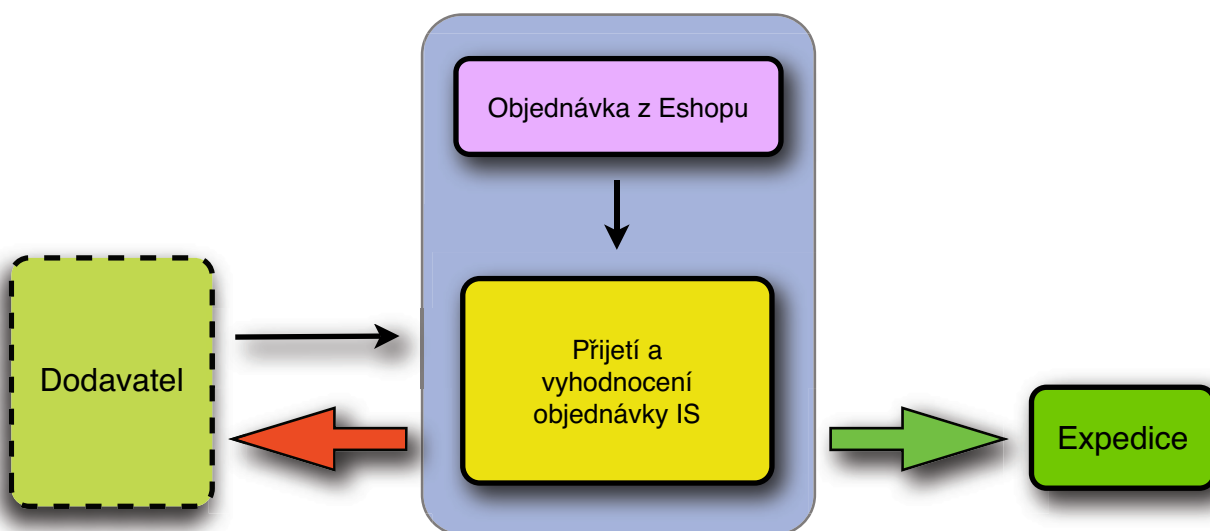 Objednávka z Eshopu
Dodavatel
Přijetí a
vyhodnocení
objednávky IS
Expedice